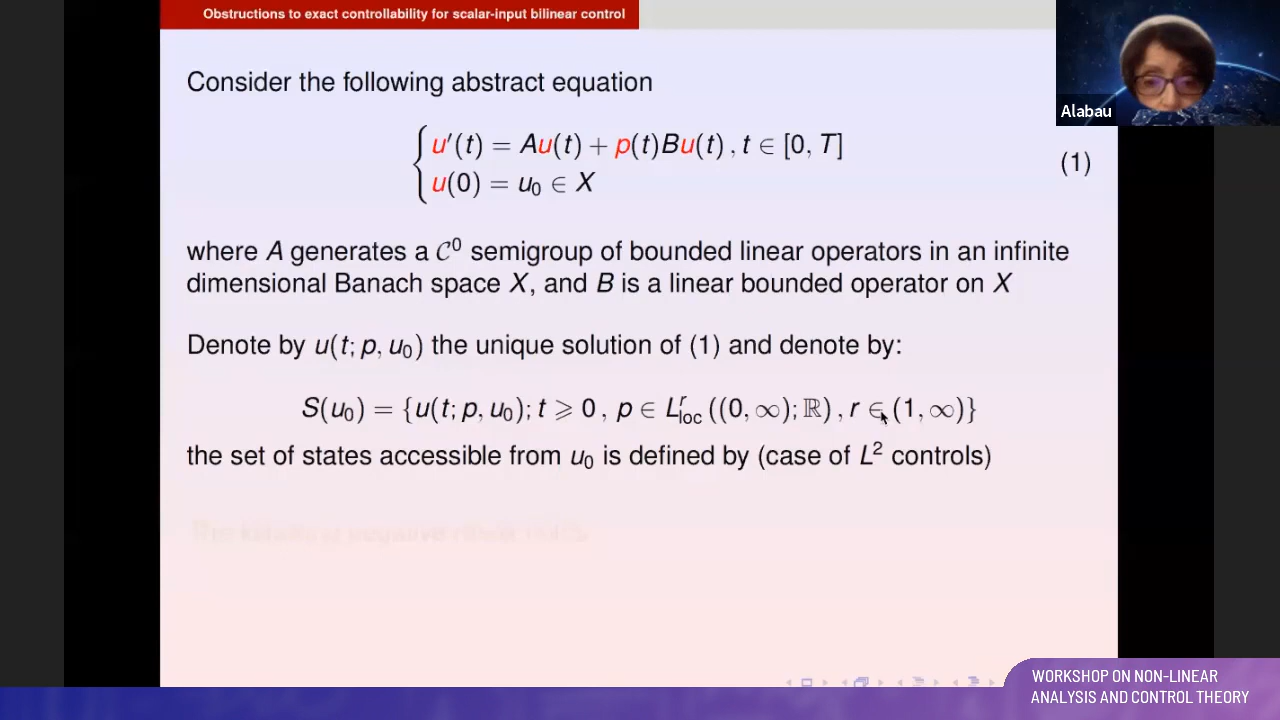 Obstructions to exact controllability for scalar-input bilinear control
Consider the following abstract equation
u′(t) = Au(t) + p(t)Bu(t) , t ∈ [0, T]
u(0) = u₀ ∈ X
(1)
where A generates a 𝒞⁰ semigroup of bounded linear operators in an infinite
dimensional Banach space X, and B is a linear bounded operator on X
Denote by u(t; p, u₀) the unique solution of (1) and denote by:
S(u₀) = {u(t; p, u₀); t ⩾ 0 , p ∈ Lʳloc ((0, ∞); ℝ) , r ∈ (1, ∞)}
the set of states accessible from u₀ is defined by (case of L² controls)
Alabau
WORKSHOP ON NON-LINEAR
ANALYSIS AND CONTROL THEORY